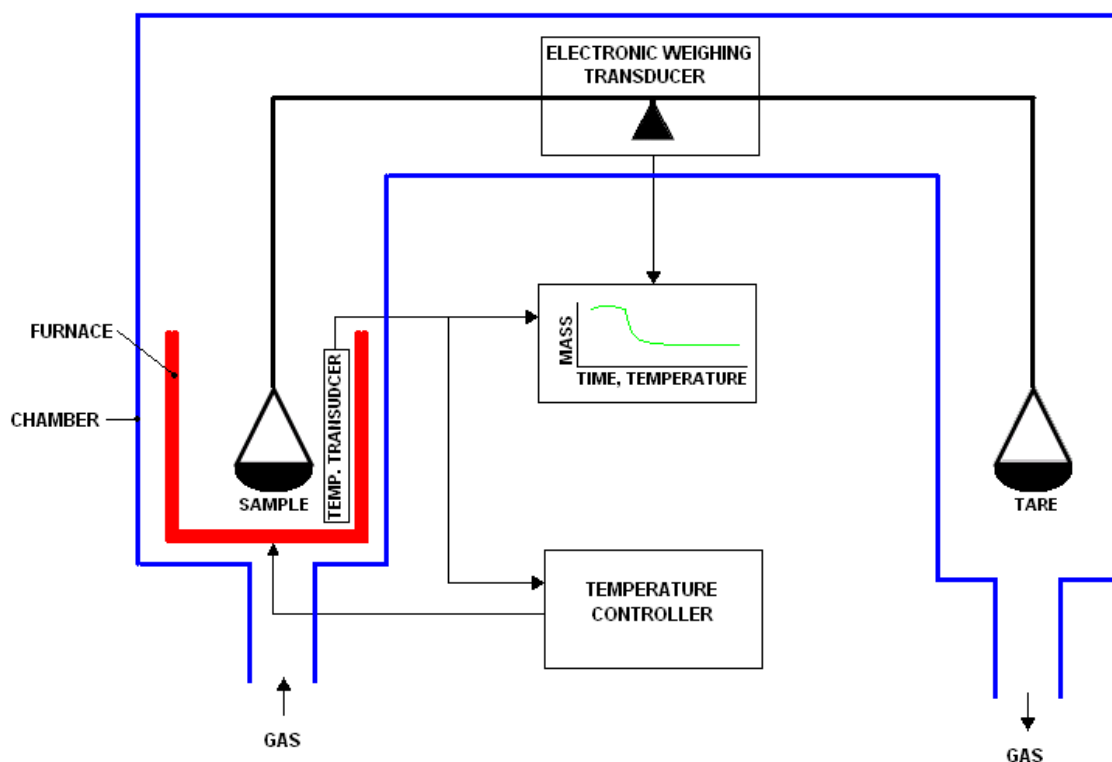 ELECTRONIC WEIGHING
TRANSDUCER
FURNACE
CHAMBER
TEMP. TRANSUDCER
SAMPLE
MASS
TIME, TEMPERATURE
TARE
TEMPERATURE
CONTROLLER
GAS
GAS